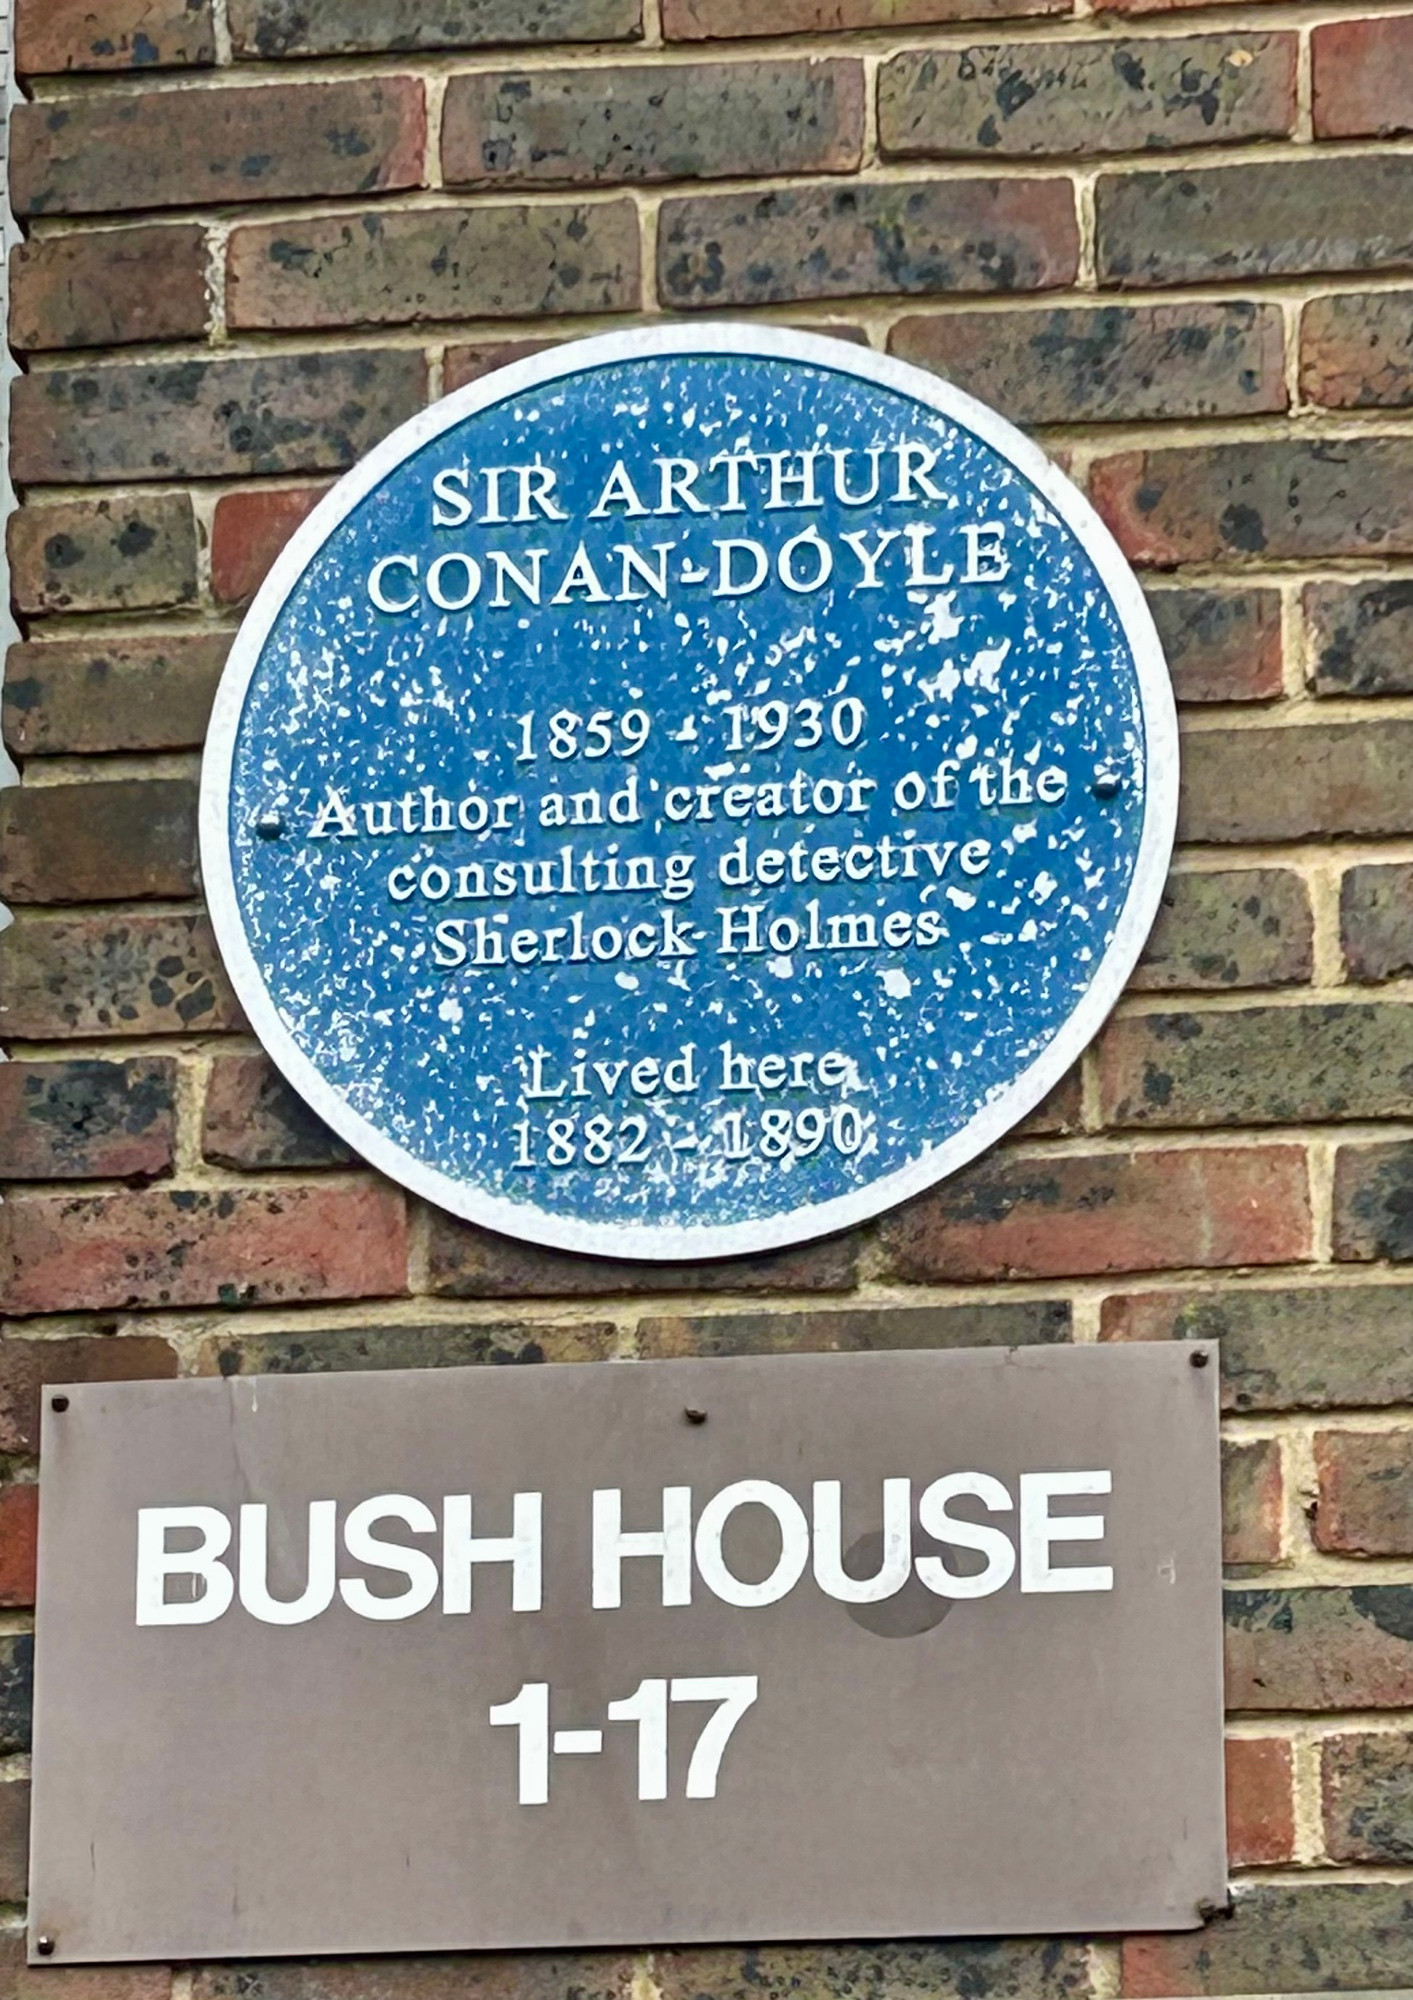 SIR ARTHUR
CONAN-DOYLE
1859 - 1930
Author and creator of the
consulting detective
Sherlock Holmes
Lived here
1882 - 1890
BUSH HOUSE
1-17